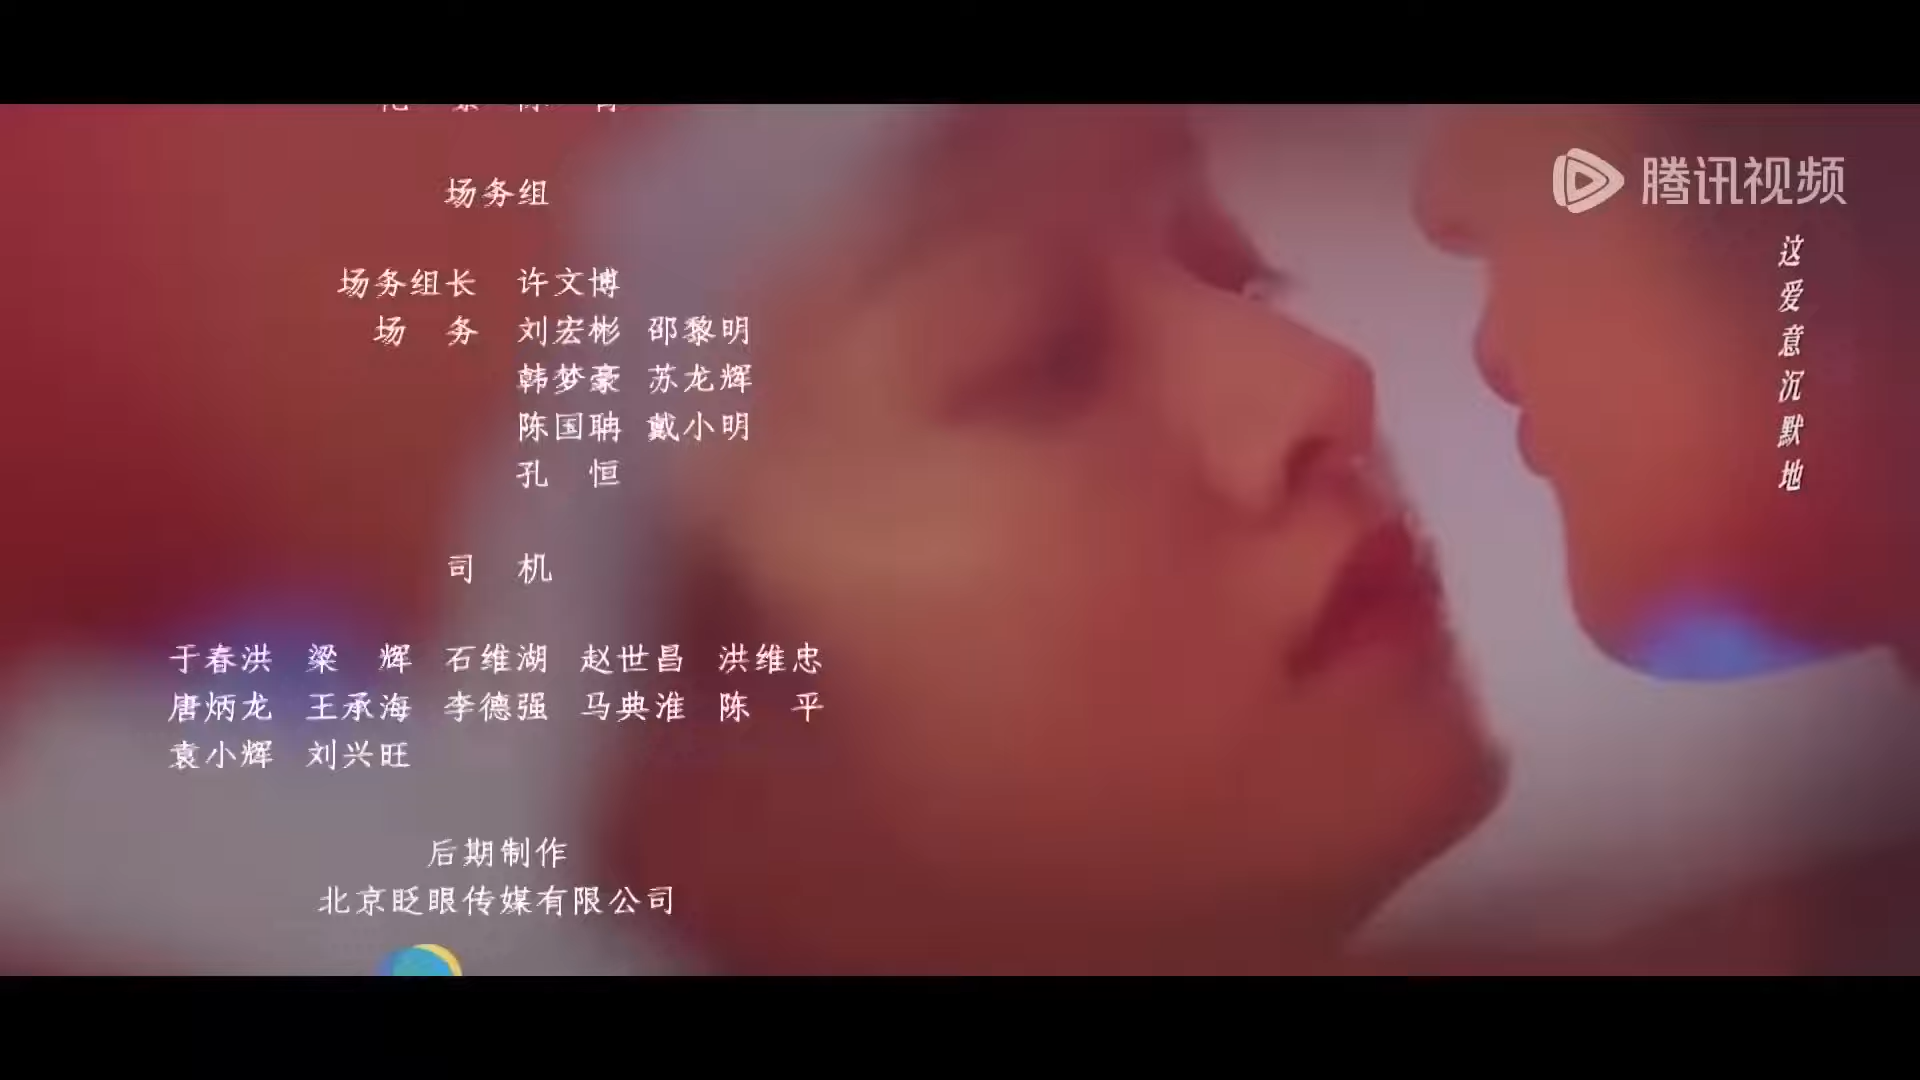 场务组
场务组长 许文博
场 务 刘宏彬 邵黎明
韩梦豪 苏龙辉
陈国聃 戴小明
孔 恒
司 机
于春洪 梁 辉 石维湖 赵世昌 洪维忠
唐炳龙 王承海 李德强 马典淮 陈 平
袁小辉 刘兴旺
后期制作
北京眨眼传媒有限公司
腾讯视频
这爱意沉默地